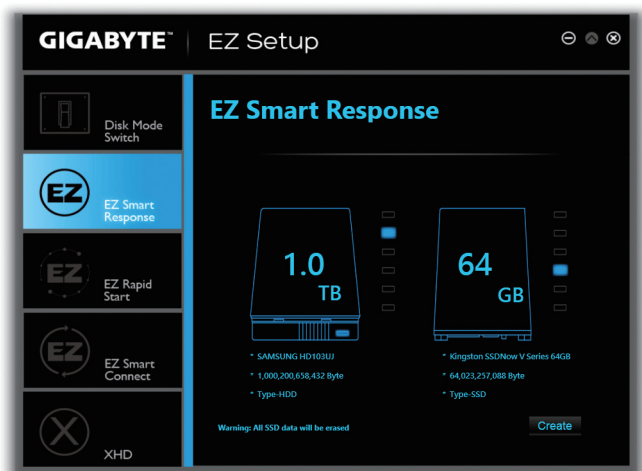 GIGABYTE™ EZ Setup
Disk Mode
Switch
EZ
EZ Smart
Response
EZ
EZ Rapid
Start
EZ
EZ Smart
Connect
X
XHD
EZ Smart Response
1.0
TB
64
GB
* SAMSUNG HD103UJ
* 1,000,200,658,432 Byte
* Type-HDD
* Kingston SSDNow V Series 64GB
* 64,023,257,088 Byte
* Type-SSD
Warning: All SSD data will be erased
Create